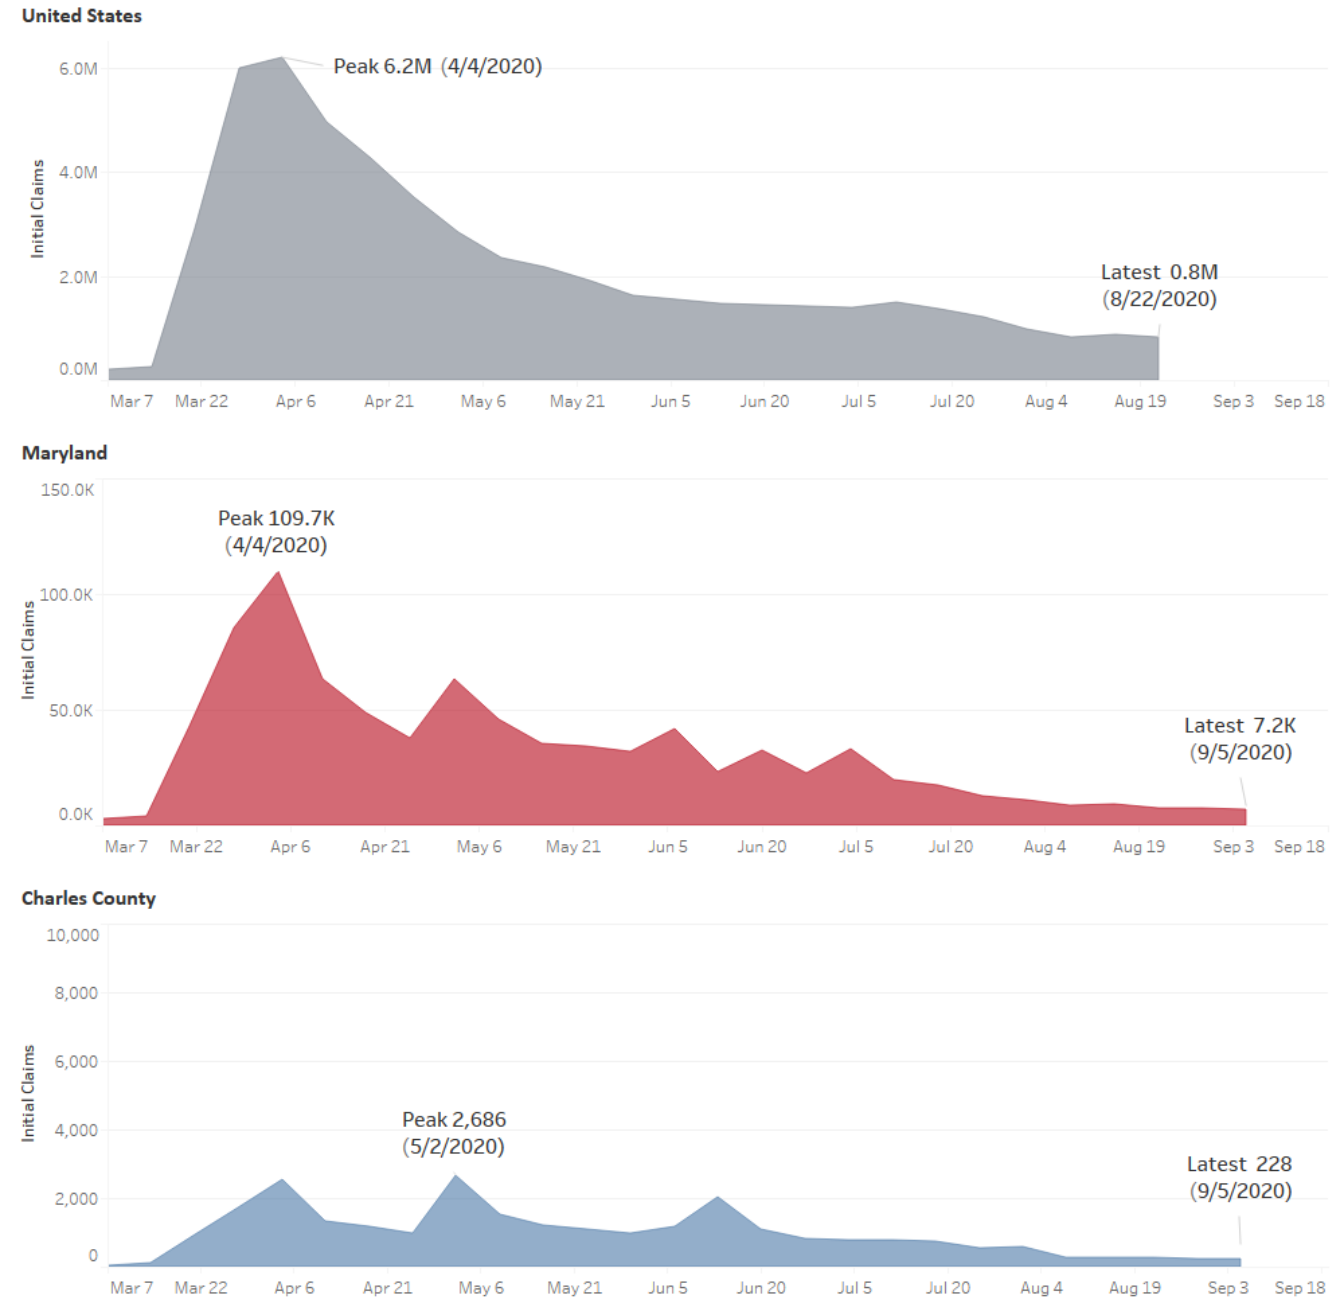 United States
Peak 6.2M (4/4/2020)
6.0M
4.0M
Initial Claims
Latest 0.8M
(8/22/2020)
2.0M
0.0M
Mar 7 Mar 22 Apr 6 Apr 21 May 6 May 21 Jun 5 Jun 20 Jul 5 Jul 20 Aug 4 Aug 19 Sep 3 Sep 18
Maryland
150.0K
Peak 109.7K
(4/4/2020)
100.0K
Initial Claims
50.0K
Latest 7.2K
(9/5/2020)
0.0K
Mar 7 Mar 22 Apr 6 Apr 21 May 6 May 21 Jun 5 Jun 20 Jul 5 Jul 20 Aug 4 Aug 19 Sep 3 Sep 18
Charles County
10,000
8,000
6,000
Initial Claims
4,000
Peak 2,686
(5/2/2020)
Latest 228
(9/5/2020)
2,000
0
Mar 7 Mar 22 Apr 6 Apr 21 May 6 May 21 Jun 5 Jun 20 Jul 5 Jul 20 Aug 4 Aug 19 Sep 3 Sep 18